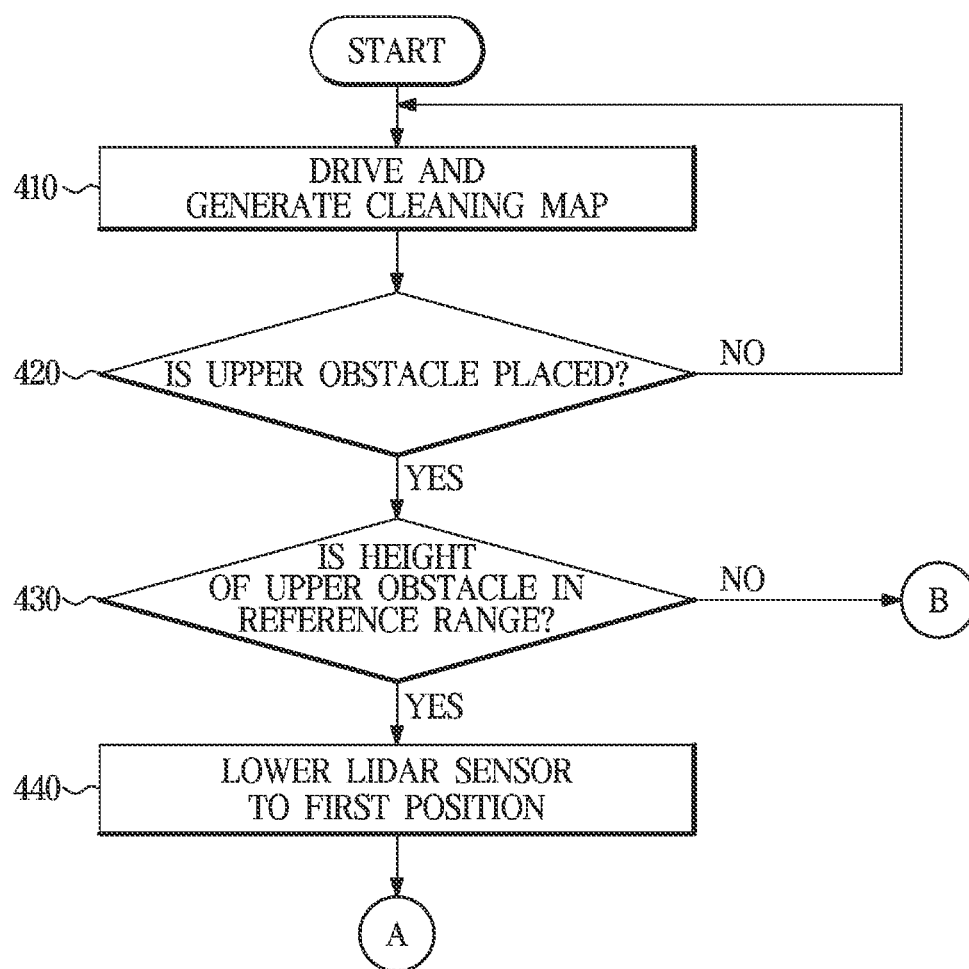 START
410
DRIVE AND
GENERATE CLEANING MAP
420
IS UPPER OBSTACLE PLACED?
NO
YES
430
IS HEIGHT
OF UPPER OBSTACLE IN
REFERENCE RANGE?
NO
B
YES
440
LOWER LIDAR SENSOR
TO FIRST POSITION
A